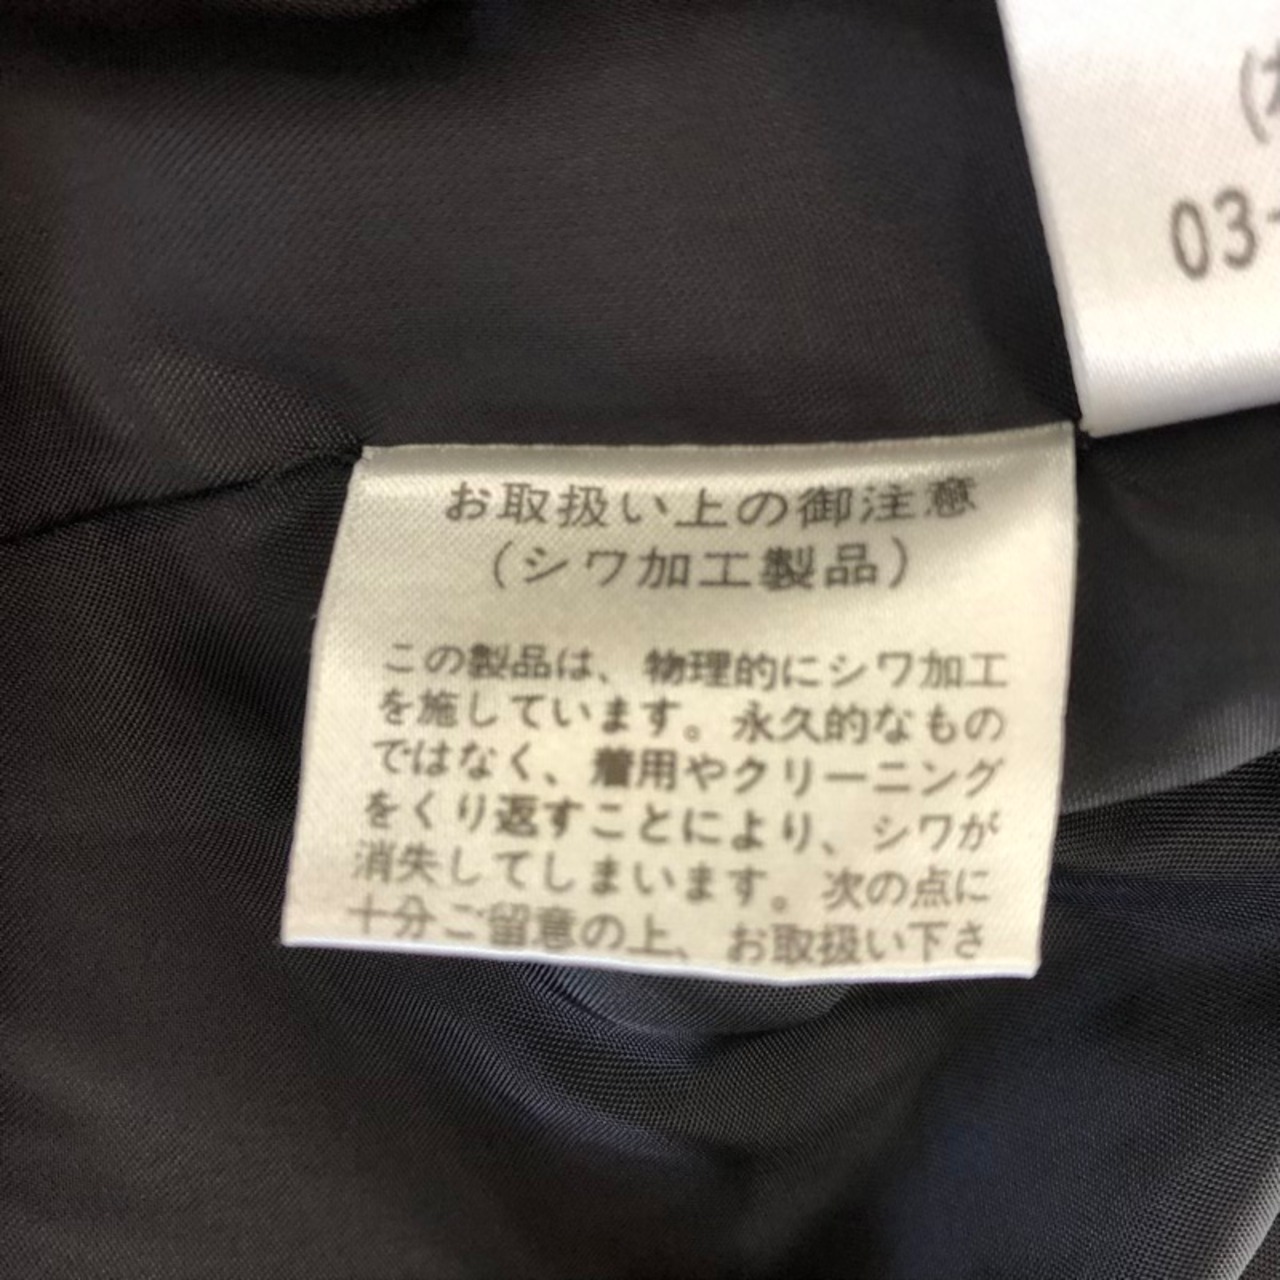 03-
お取扱い上の御注意
(シワ加工製品)
この製品は、物理的にシワ加工
を施しています。永久的なもの
ではなく、着用やクリーニング
をくり返すことにより、シワが
消失してしまいます。次の点に
十分ご留意の上、お取扱い下さ